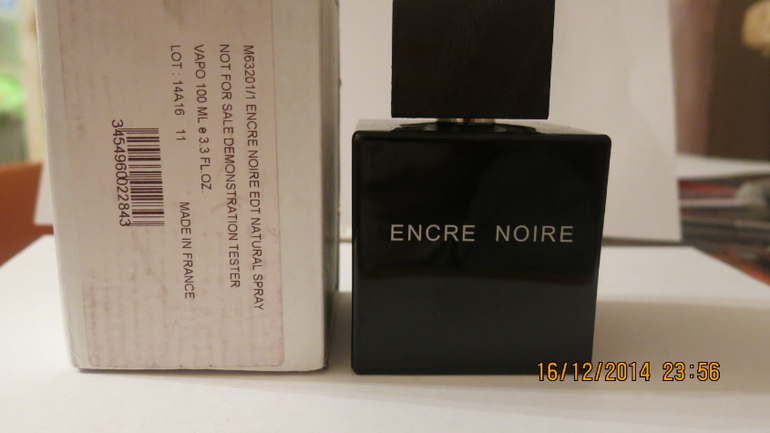 M63201/1 ENCRE NOIRE EDT NATURAL SPRAY
NOT FOR SALE DEMONSTRATION TESTER
VAPO 100 ML e 3.3 FL.OZ.
LOT : 14A16 11 MADE IN FRANCE
3454960022843
ENCRE NOIRE
16/12/2014 23:56